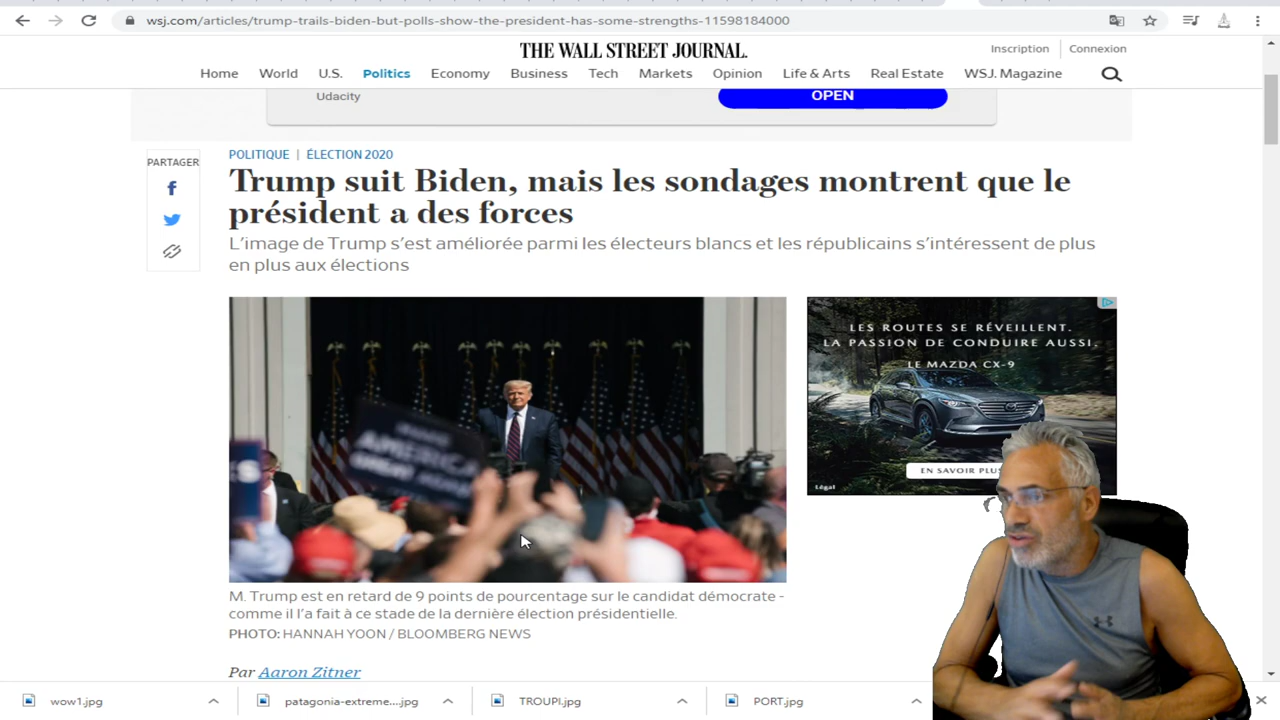 wsj.com/articles/trump-trails-biden-but-polls-show-the-president-has-some-strengths-11598184000
THE WALL STREET JOURNAL.
Inscription
Connexion
Home World U.S. Politics Economy Business Tech Markets Opinion Life & Arts Real Estate WSJ. Magazine
Udacity
OPEN
PARTAGER
POLITIQUE | ÉLECTION 2020
Trump suit Biden, mais les sondages montrent que le
président a des forces
L'image de Trump s'est améliorée parmi les électeurs blancs et les républicains s'intéressent de plus
en plus aux élections
AMERICA
LES ROUTES SE RÉVEILLENT.
LA PASSION DE CONDUIRE AUSSI.
LE MAZDA CX-9
EN SAVOIR PLUS
Légal
M. Trump est en retard de 9 points de pourcentage sur le candidat démocrate -
comme il l'a fait à ce stade de la dernière élection présidentielle.
PHOTO: HANNAH YOON / BLOOMBERG NEWS
Par Aaron Zitner
wow1.jpg
patagonia-extreme....jpg
TROUPI.jpg
PORT.jpg